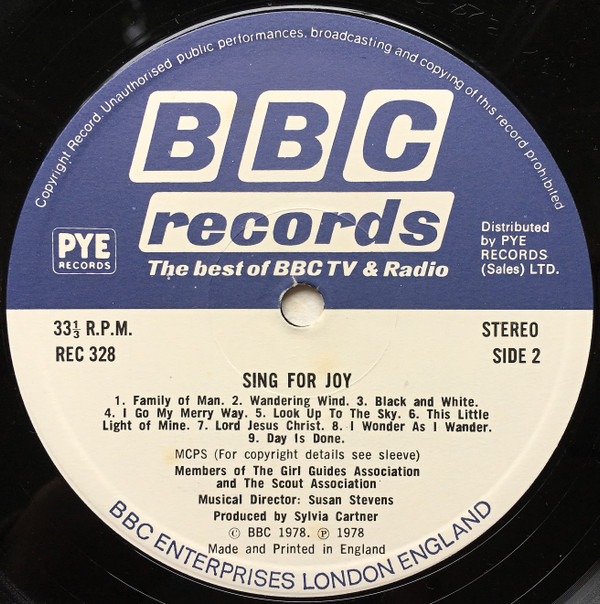 Copyright Record. Unauthorised public performances, broadcasting and copying of this record prohibited
BBC
records
The best of BBC TV & Radio
PYE
RECORDS
Distributed
by PYE
RECORDS
(Sales) LTD.
33⅓ R.P.M.
REC 328
STEREO
SIDE 2
SING FOR JOY
1. Family of Man. 2. Wandering Wind. 3. Black and White.
4. I Go My Merry Way. 5. Look Up To The Sky. 6. This Little
Light of Mine. 7. Lord Jesus Christ. 8. I Wonder As I Wander.
9. Day Is Done.
MCPS (For copyright details see sleeve)
Members of The Girl Guides Association
and The Scout Association
Musical Director: Susan Stevens
Produced by Sylvia Cartner
© BBC 1978. ℗ 1978
Made and Printed in England
BBC ENTERPRISES LONDON ENGLAND